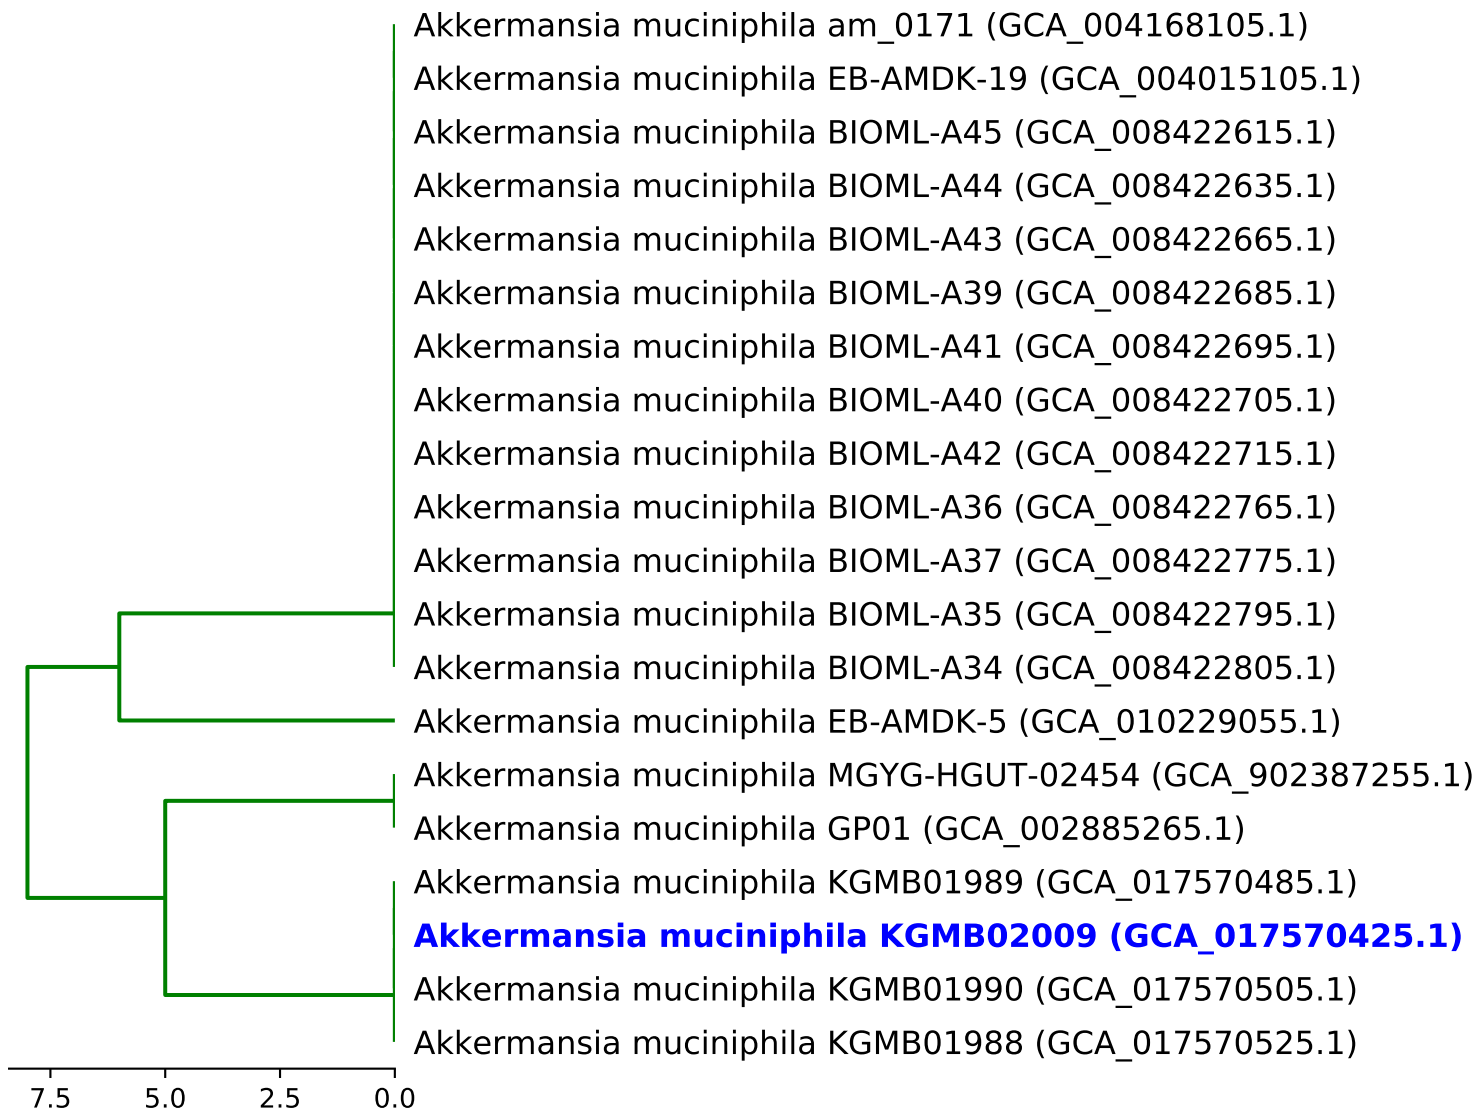 Akkermansia muciniphila am_0171 (GCA_004168105.1)
Akkermansia muciniphila EB-AMDK-19 (GCA_004015105.1)
Akkermansia muciniphila BIOML-A45 (GCA_008422615.1)
Akkermansia muciniphila BIOML-A44 (GCA_008422635.1)
Akkermansia muciniphila BIOML-A43 (GCA_008422665.1)
Akkermansia muciniphila BIOML-A39 (GCA_008422685.1)
Akkermansia muciniphila BIOML-A41 (GCA_008422695.1)
Akkermansia muciniphila BIOML-A40 (GCA_008422705.1)
Akkermansia muciniphila BIOML-A42 (GCA_008422715.1)
Akkermansia muciniphila BIOML-A36 (GCA_008422765.1)
Akkermansia muciniphila BIOML-A37 (GCA_008422775.1)
Akkermansia muciniphila BIOML-A35 (GCA_008422795.1)
Akkermansia muciniphila BIOML-A34 (GCA_008422805.1)
Akkermansia muciniphila EB-AMDK-5 (GCA_010229055.1)
Akkermansia muciniphila MGYG-HGUT-02454 (GCA_902387255.1)
Akkermansia muciniphila GP01 (GCA_002885265.1)
Akkermansia muciniphila KGMB01989 (GCA_017570485.1)
Akkermansia muciniphila KGMB02009 (GCA_017570425.1)
Akkermansia muciniphila KGMB01990 (GCA_017570505.1)
Akkermansia muciniphila KGMB01988 (GCA_017570525.1)
7.5 5.0 2.5 0.0